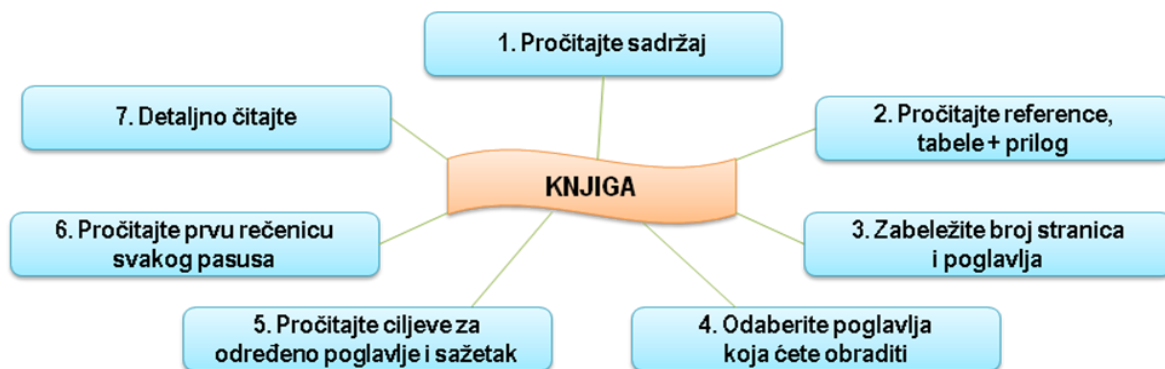 1. Pročitajte sadržaj
2. Pročitajte reference,
tabele + prilog
3. Zabeležite broj stranica
i poglavlja
4. Odaberite poglavlja
koja ćete obraditi
5. Pročitajte ciljeve za
određeno poglavlje i sažetak
6. Pročitajte prvu rečenicu
svakog pasusa
7. Detaljno čitajte
KNJIGA